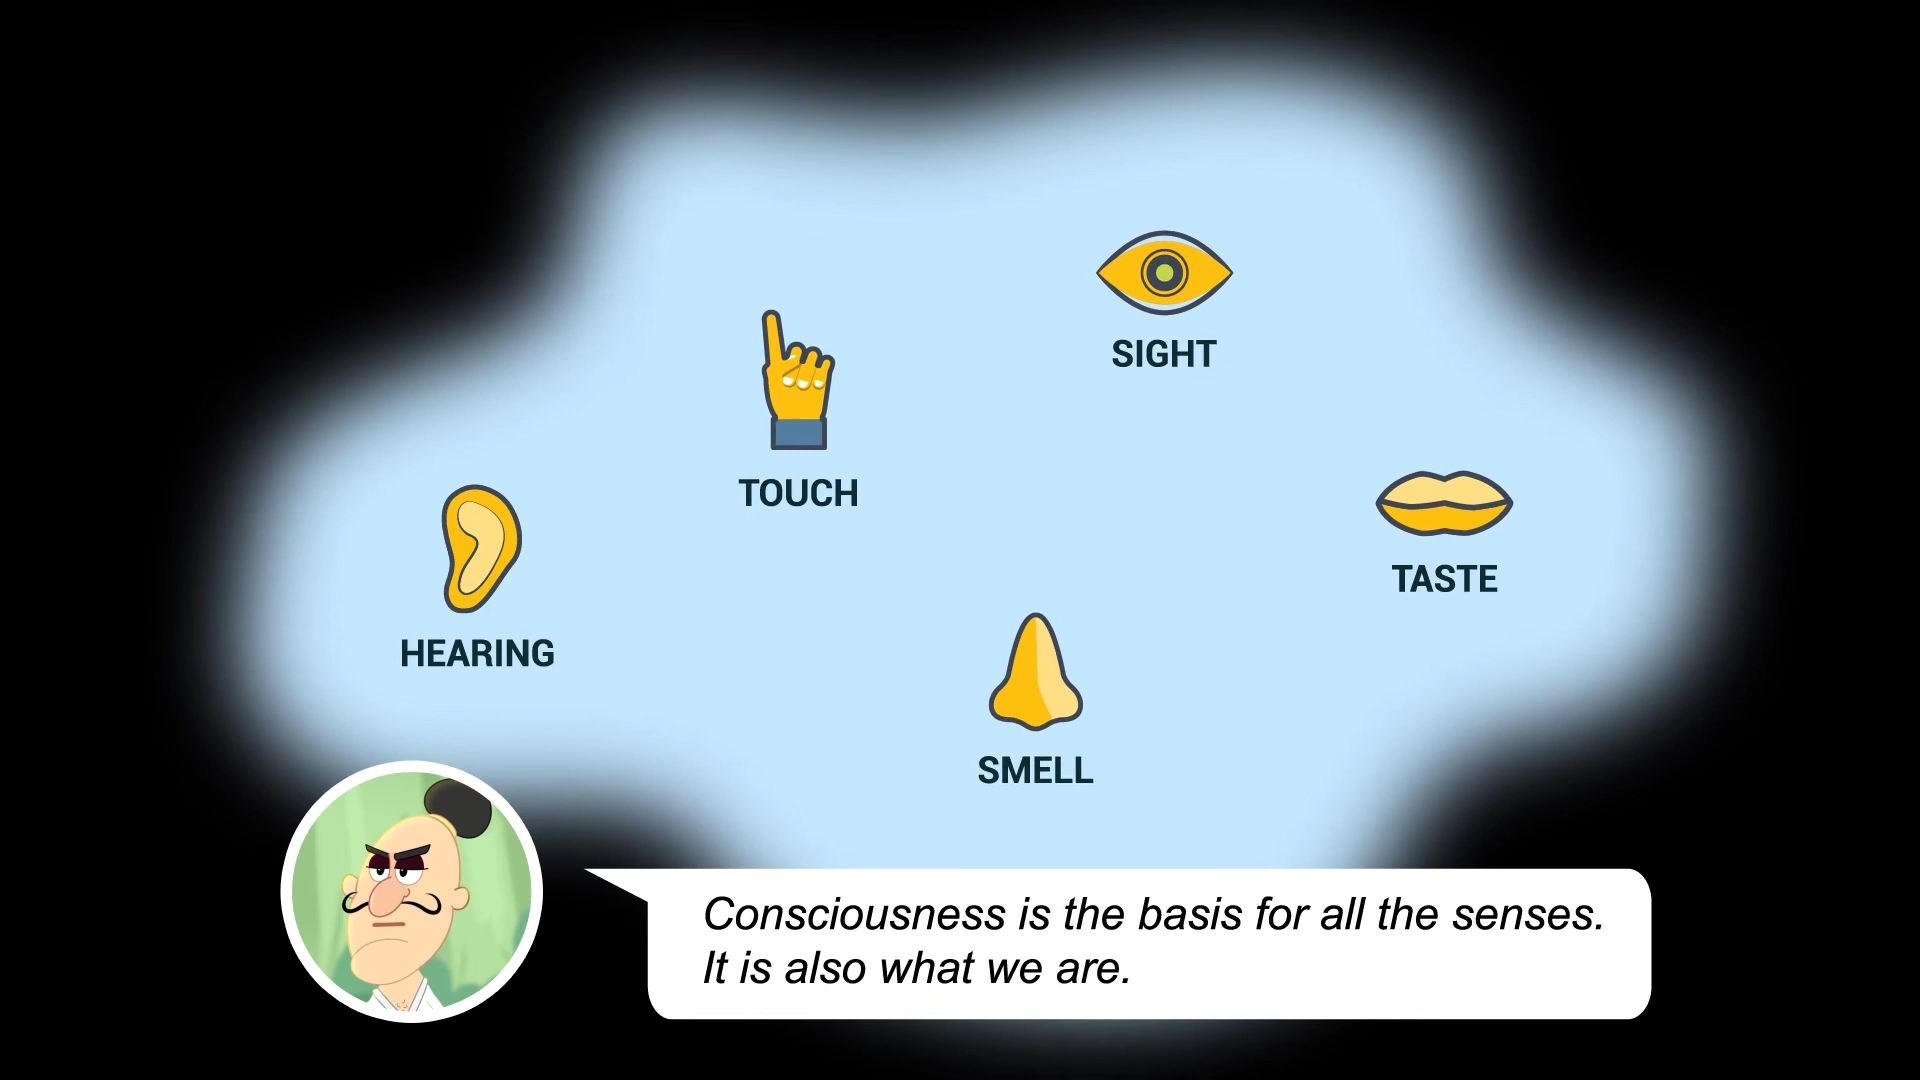 SIGHT
TOUCH
TASTE
HEARING
SMELL
Consciousness is the basis for all the senses.
It is also what we are.